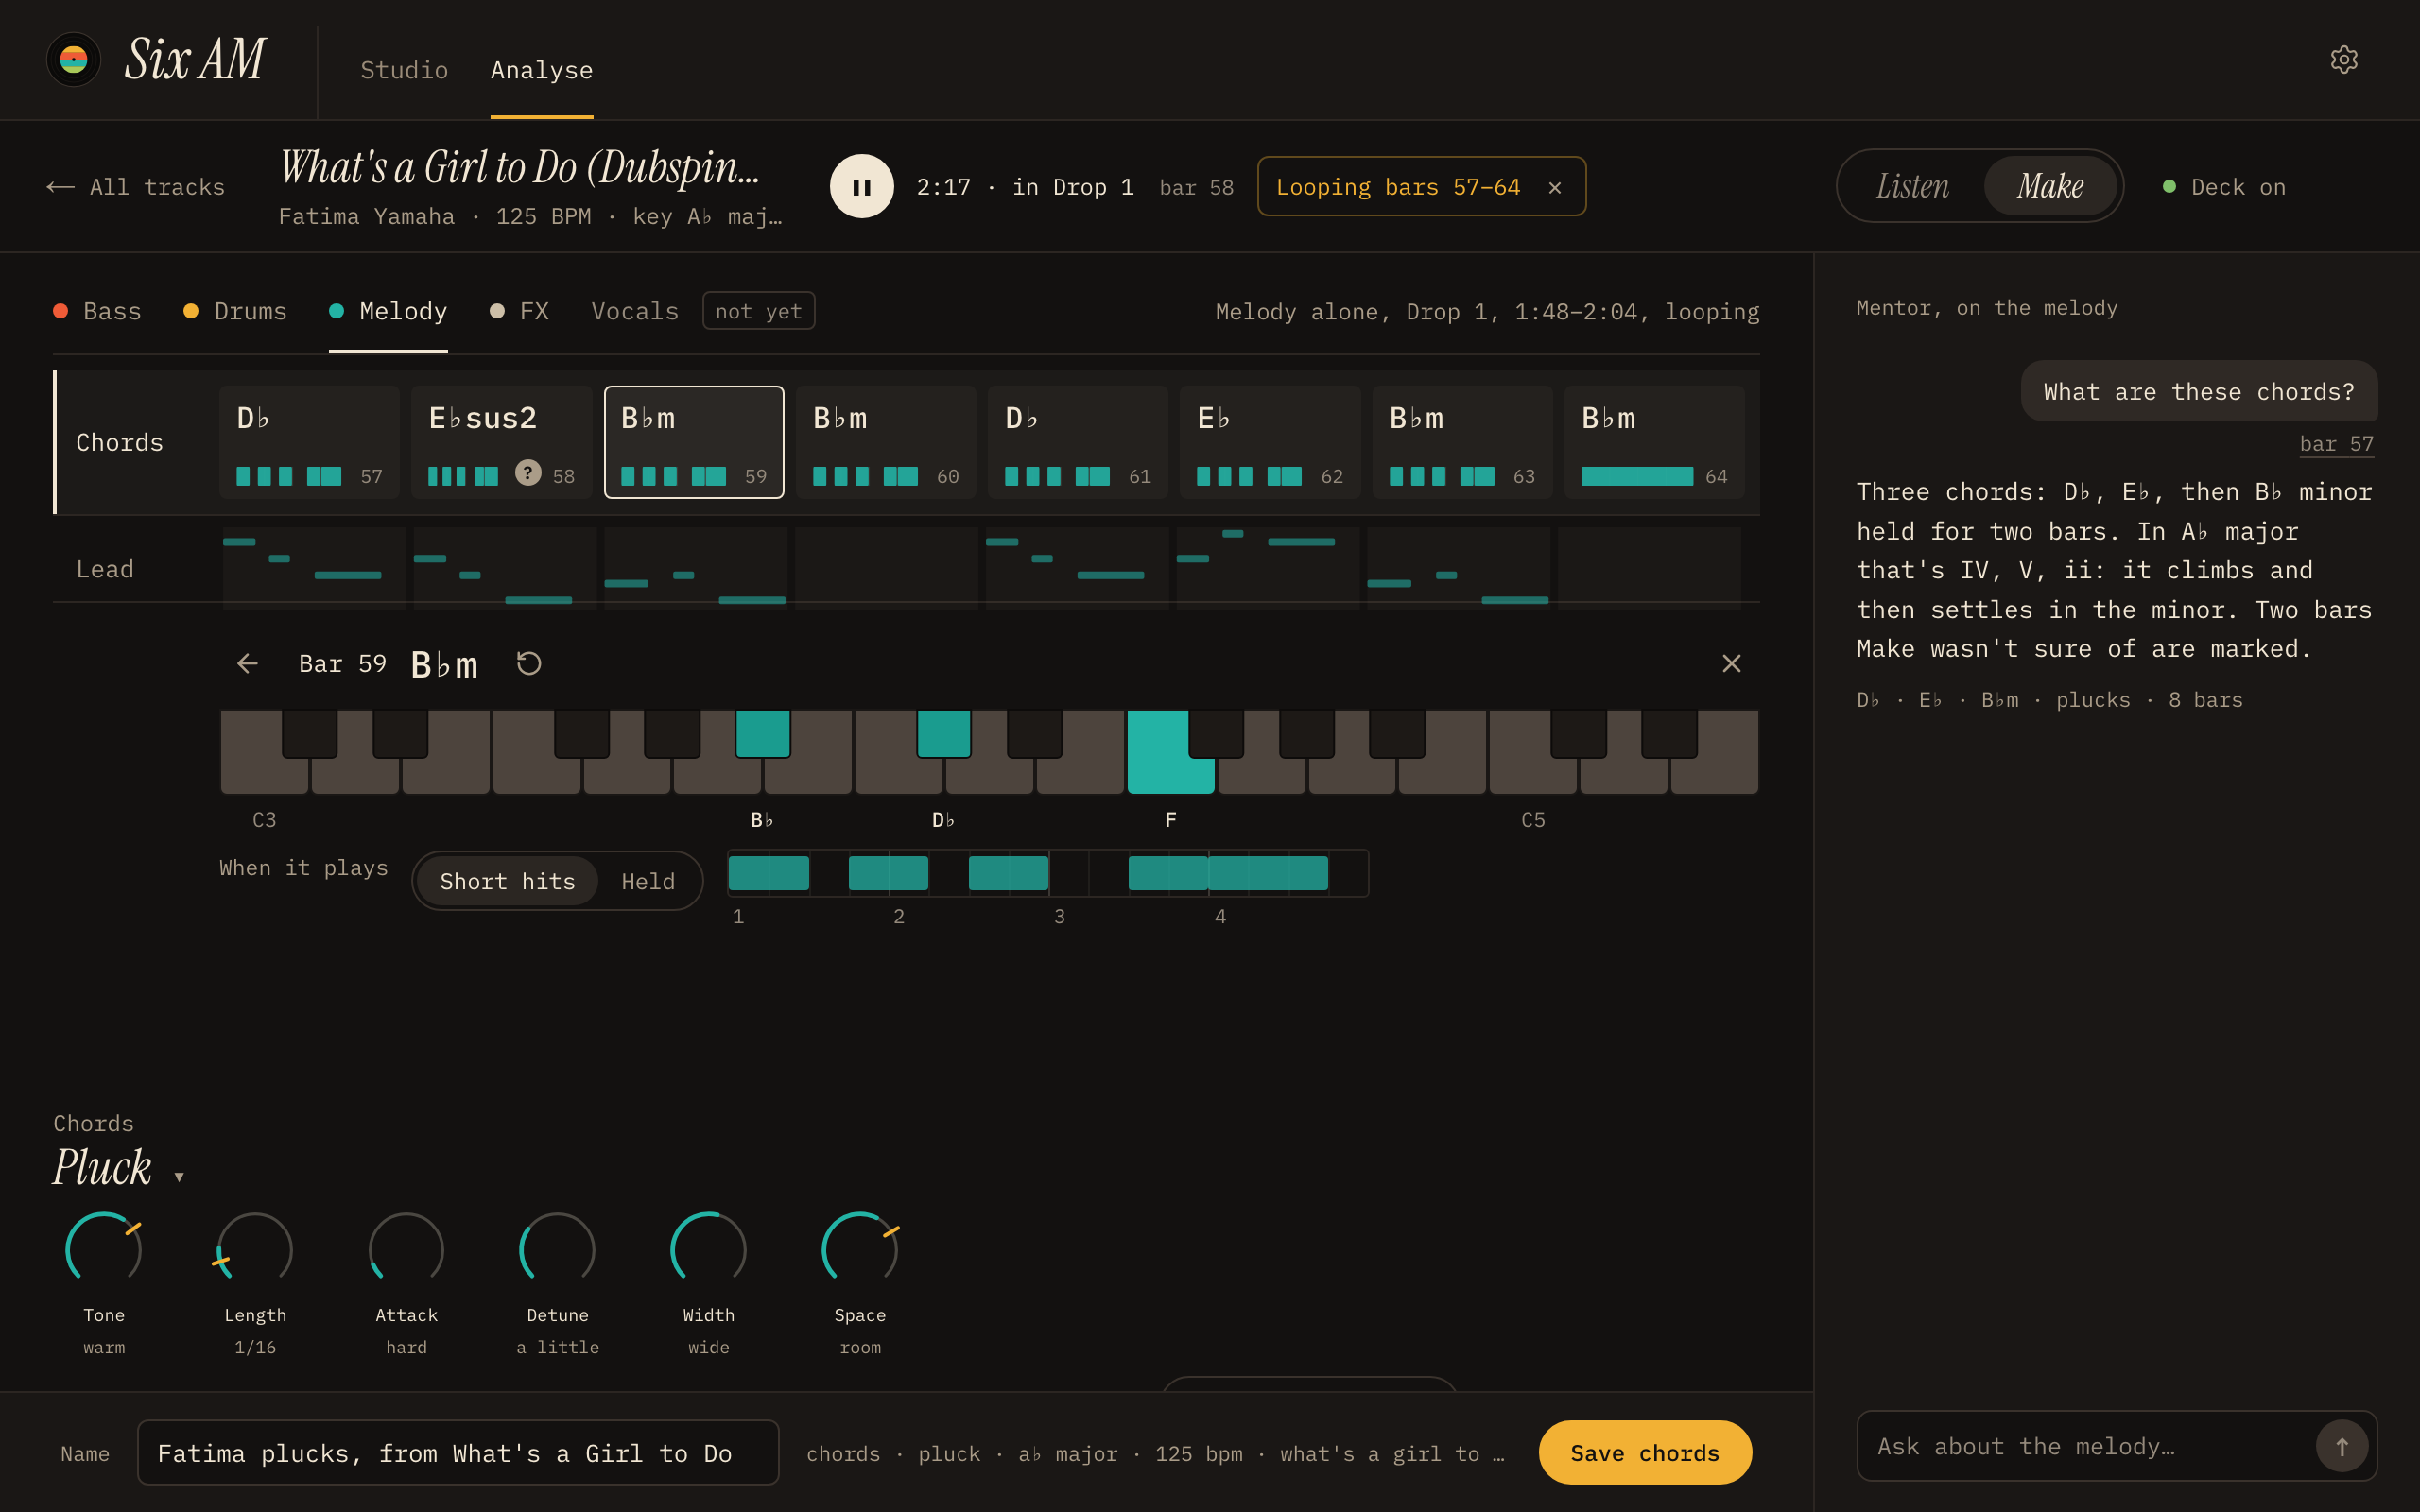 Six AM
Studio
Analyse
← All tracks
What's a Girl to Do (Dubspin…
Fatima Yamaha · 125 BPM · key A♭ maj…
2:17 · in Drop 1
bar 58
Looping bars 57–64 ×
Listen
Make
Deck on
Bass
Drums
Melody
FX
Vocals
not yet
Melody alone, Drop 1, 1:48–2:04, looping
Chords
D♭
57
E♭sus2
?
58
B♭m
59
B♭m
60
D♭
61
E♭
62
B♭m
63
B♭m
64
Lead
Bar 59
B♭m
C3
B♭
D♭
F
C5
When it plays
Short hits
Held
1
2
3
4
Chords
Pluck
Tone
warm
Length
1/16
Attack
hard
Detune
a little
Width
wide
Space
room
Name
Fatima plucks, from What's a Girl to Do
chords · pluck · a♭ major · 125 bpm · what's a girl to …
Save chords
Mentor, on the melody
What are these chords?
bar 57
Three chords: D♭, E♭, then B♭ minor
held for two bars. In A♭ major
that's IV, V, ii: it climbs and
then settles in the minor. Two bars
Make wasn't sure of are marked.
D♭ · E♭ · B♭m · plucks · 8 bars
Ask about the melody…